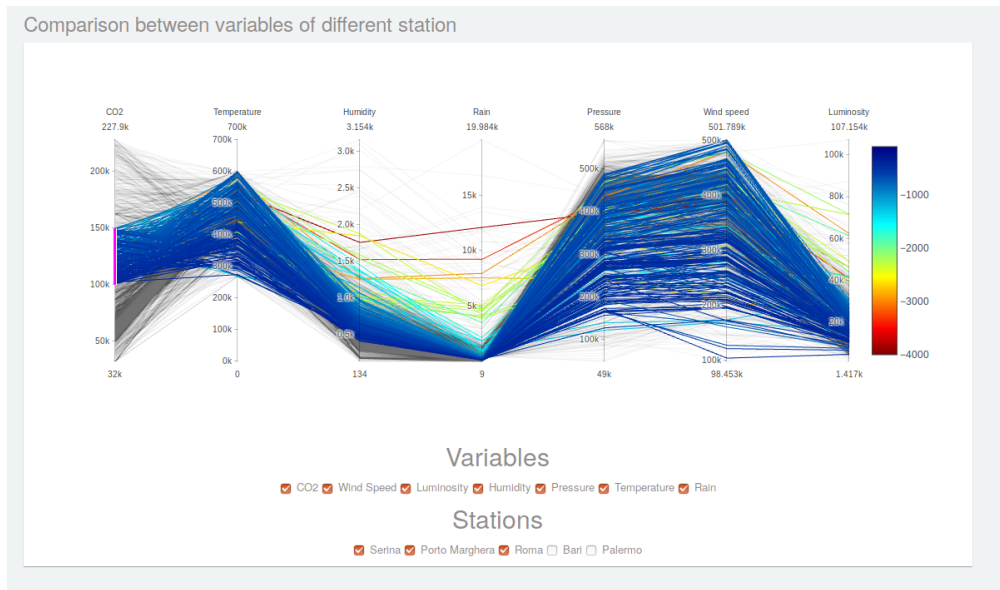 Comparison between variables of different station
CO2 Temperature Humidity Rain Pressure Wind speed Luminosity
227.9k 700k 3.154k 19.984k 568k 501.789k 107.154k
200k 150k 100k 50k
700k 600k 500k 400k 300k 200k 100k 0k
3.0k 2.5k 2.0k 1.5k 1.0k 0.5k
15k 10k 5k
500k 400k 300k 200k 100k
500k 400k 300k 200k 100k
100k 80k 60k 40k 20k
−1000
−2000
−3000
−4000
32k 0 134 9 49k 98.453k 1.417k
Variables
CO2 Wind Speed Luminosity Humidity Pressure Temperature Rain
Stations
Serina Porto Marghera Roma Bari Palermo